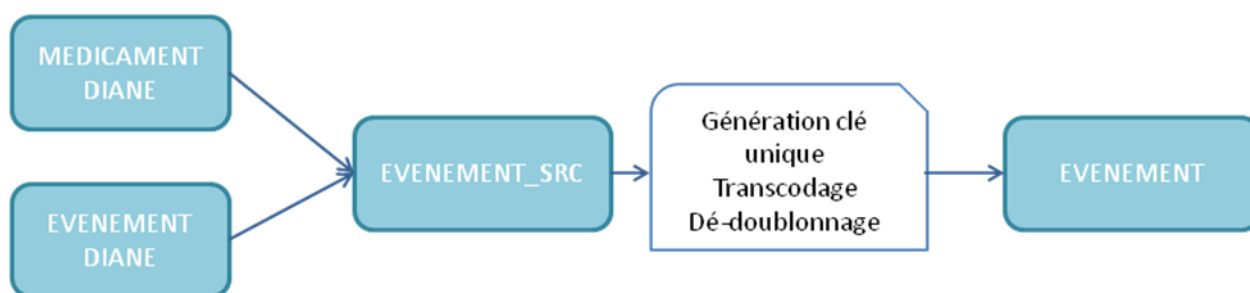 MEDICAMENT
DIANE
EVENEMENT
DIANE
EVENEMENT_SRC
Génération clé
unique
Transcodage
Dé-doublonnage
EVENEMENT